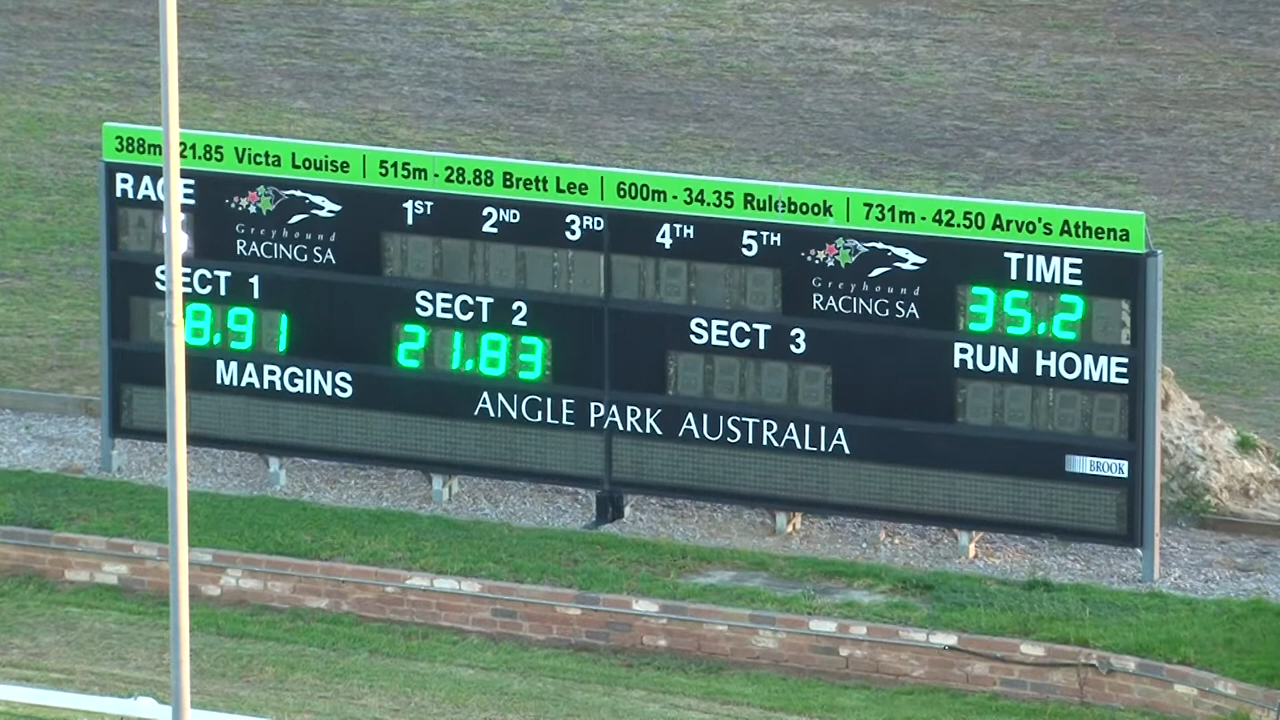 388m 21.85 Victa Louise | 515m - 28.88 Brett Lee | 600m - 34.35 Rulebook | 731m - 42.50 Arvo's Athena
RACE
Greyhound
RACING SA
1ST 2ND 3RD 4TH 5TH
Greyhound
RACING SA
TIME
35.2
SECT 1
8.91
SECT 2
21.83
SECT 3
RUN HOME
MARGINS
ANGLE PARK AUSTRALIA
BROOK